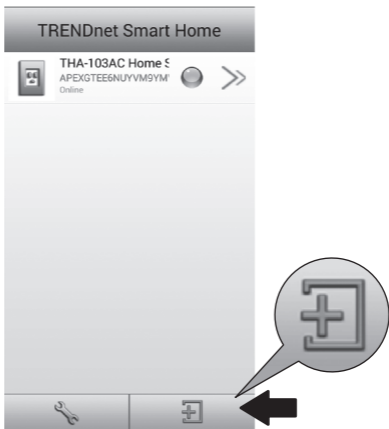 TRENDnet Smart Home
THA-103AC Home S
APEXGTEE6NUYVM9YM
Online